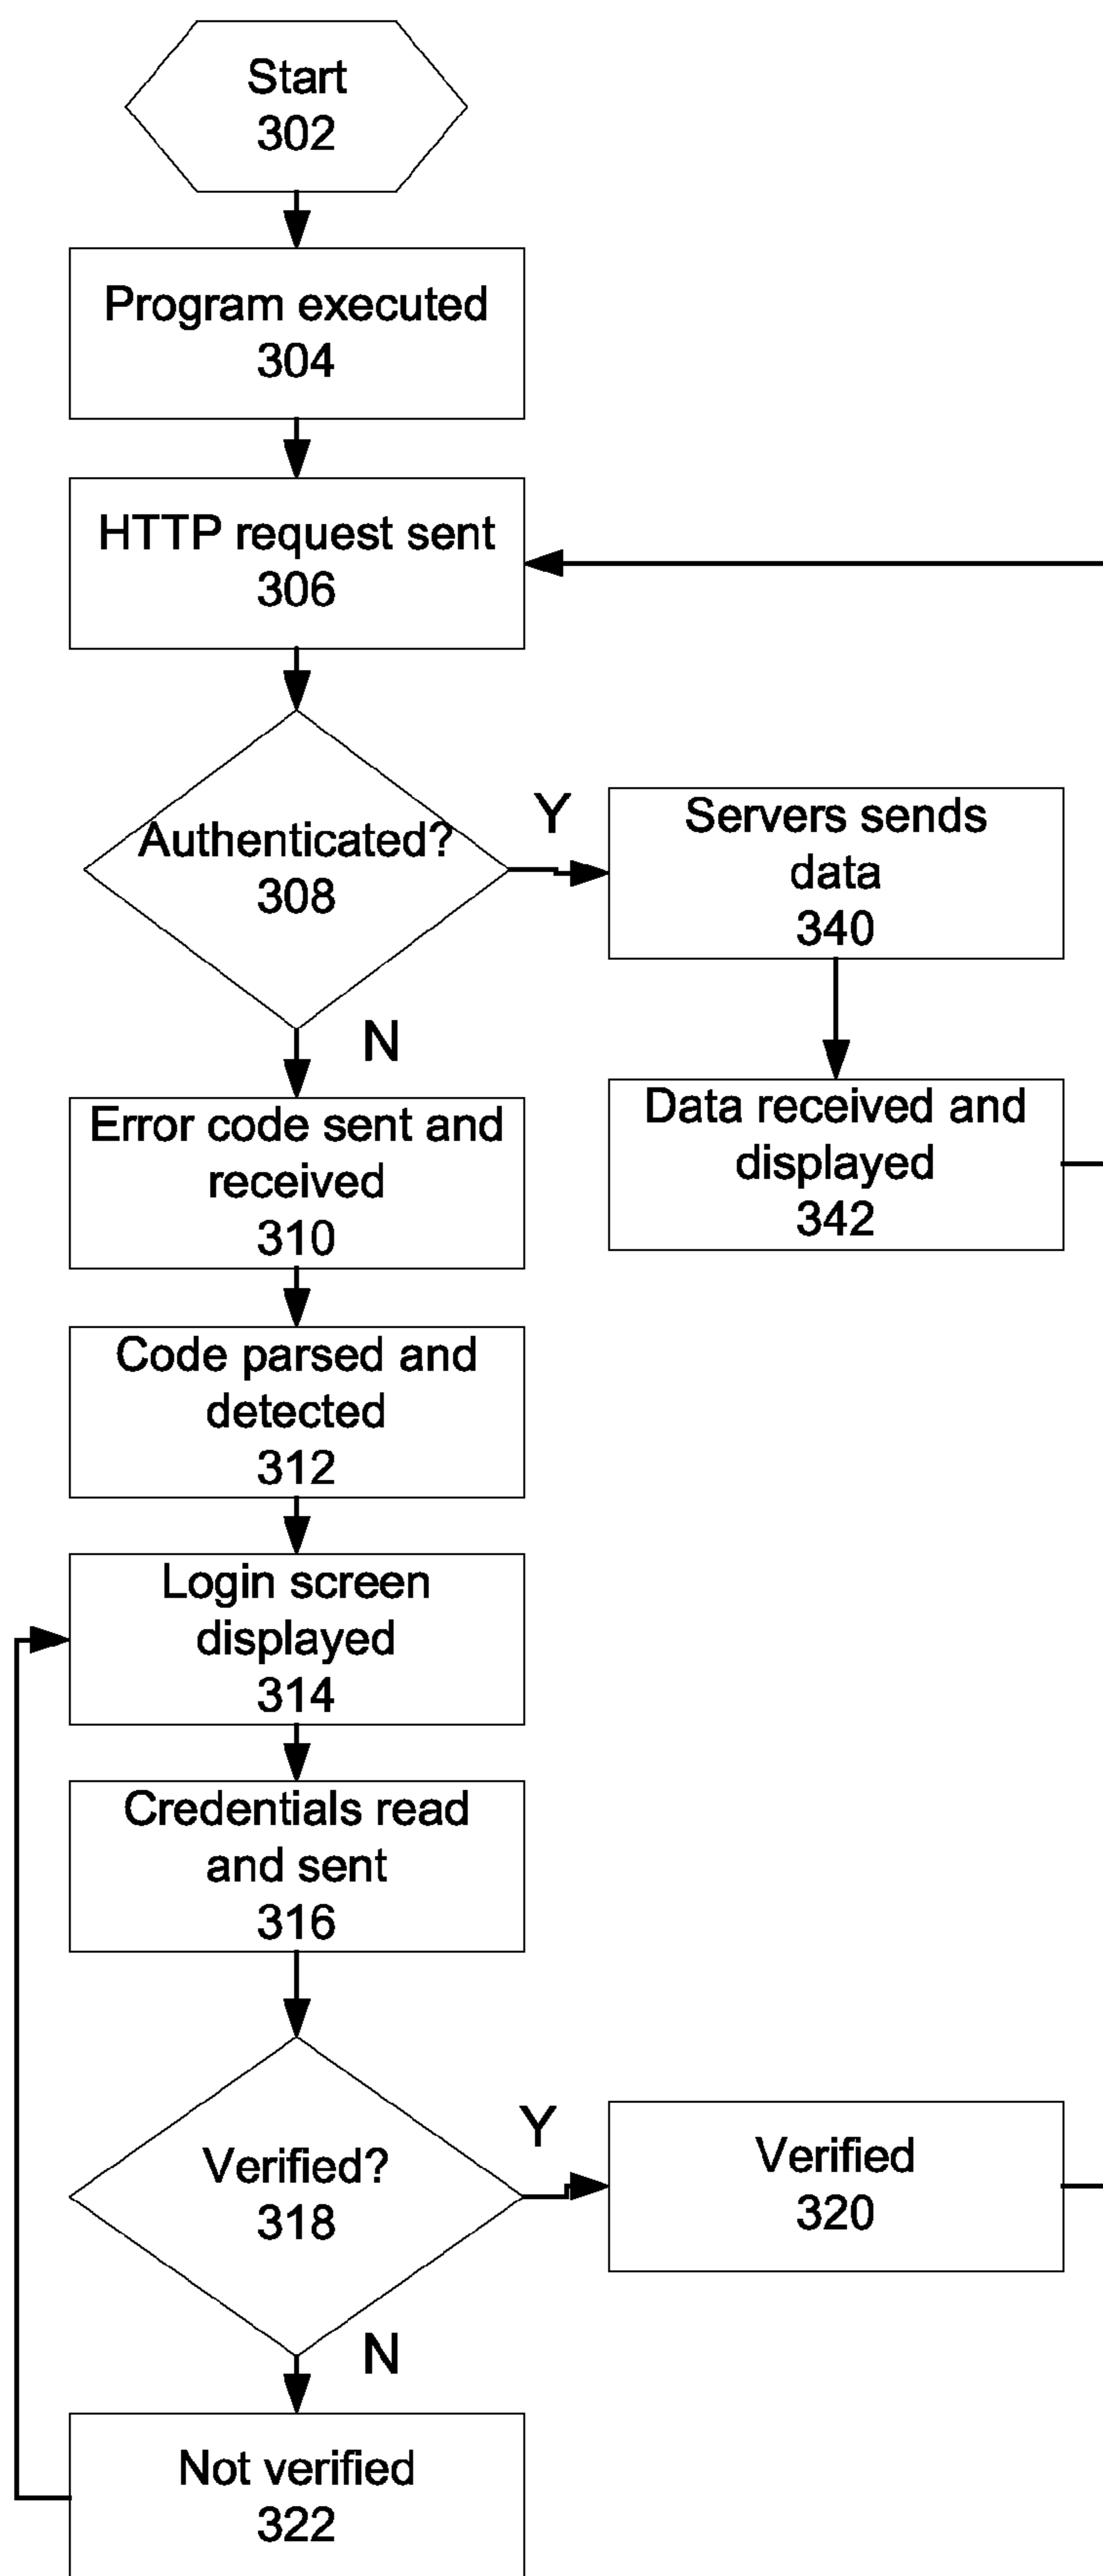 Start
302
Program executed
304
HTTP request sent
306
Authenticated?
308
Y
Servers sends
data
340
N
Data received and
displayed
342
Error code sent and
received
310
Code parsed and
detected
312
Login screen
displayed
314
Credentials read
and sent
316
Verified?
318
Y
Verified
320
N
Not verified
322